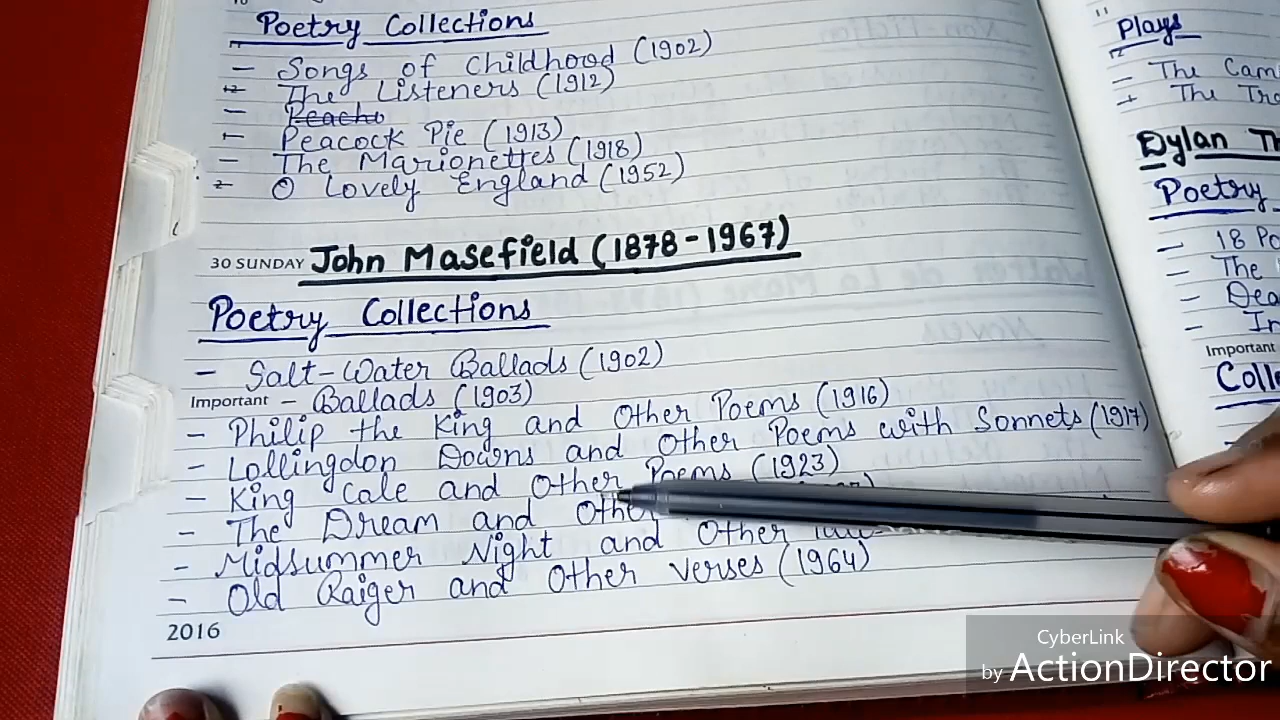 Poetry Collections
- Songs of Childhood (1902)
- The Listeners (1912)
- Peacho
- Peacock Pie (1913)
- The Marionettes (1918)
- O Lovely England (1952)
30 SUNDAY John Masefield (1878-1967)
Poetry Collections
- Salt-Water Ballads (1902)
Important - Ballads (1903)
- Philip the King and Other Poems (1916)
- Lollingdon Downs and Other Poems with Sonnets (1917)
- King Cale and Other Poems (1923)
- The Dream and Other
- Midsummer Night and Other
- Old Raiger and Other Verses (1964)
2016
11
Plays
- The
- The
Dylan
Poetry
- 18
- The
-
- In
Important
CyberLink
by ActionDirector